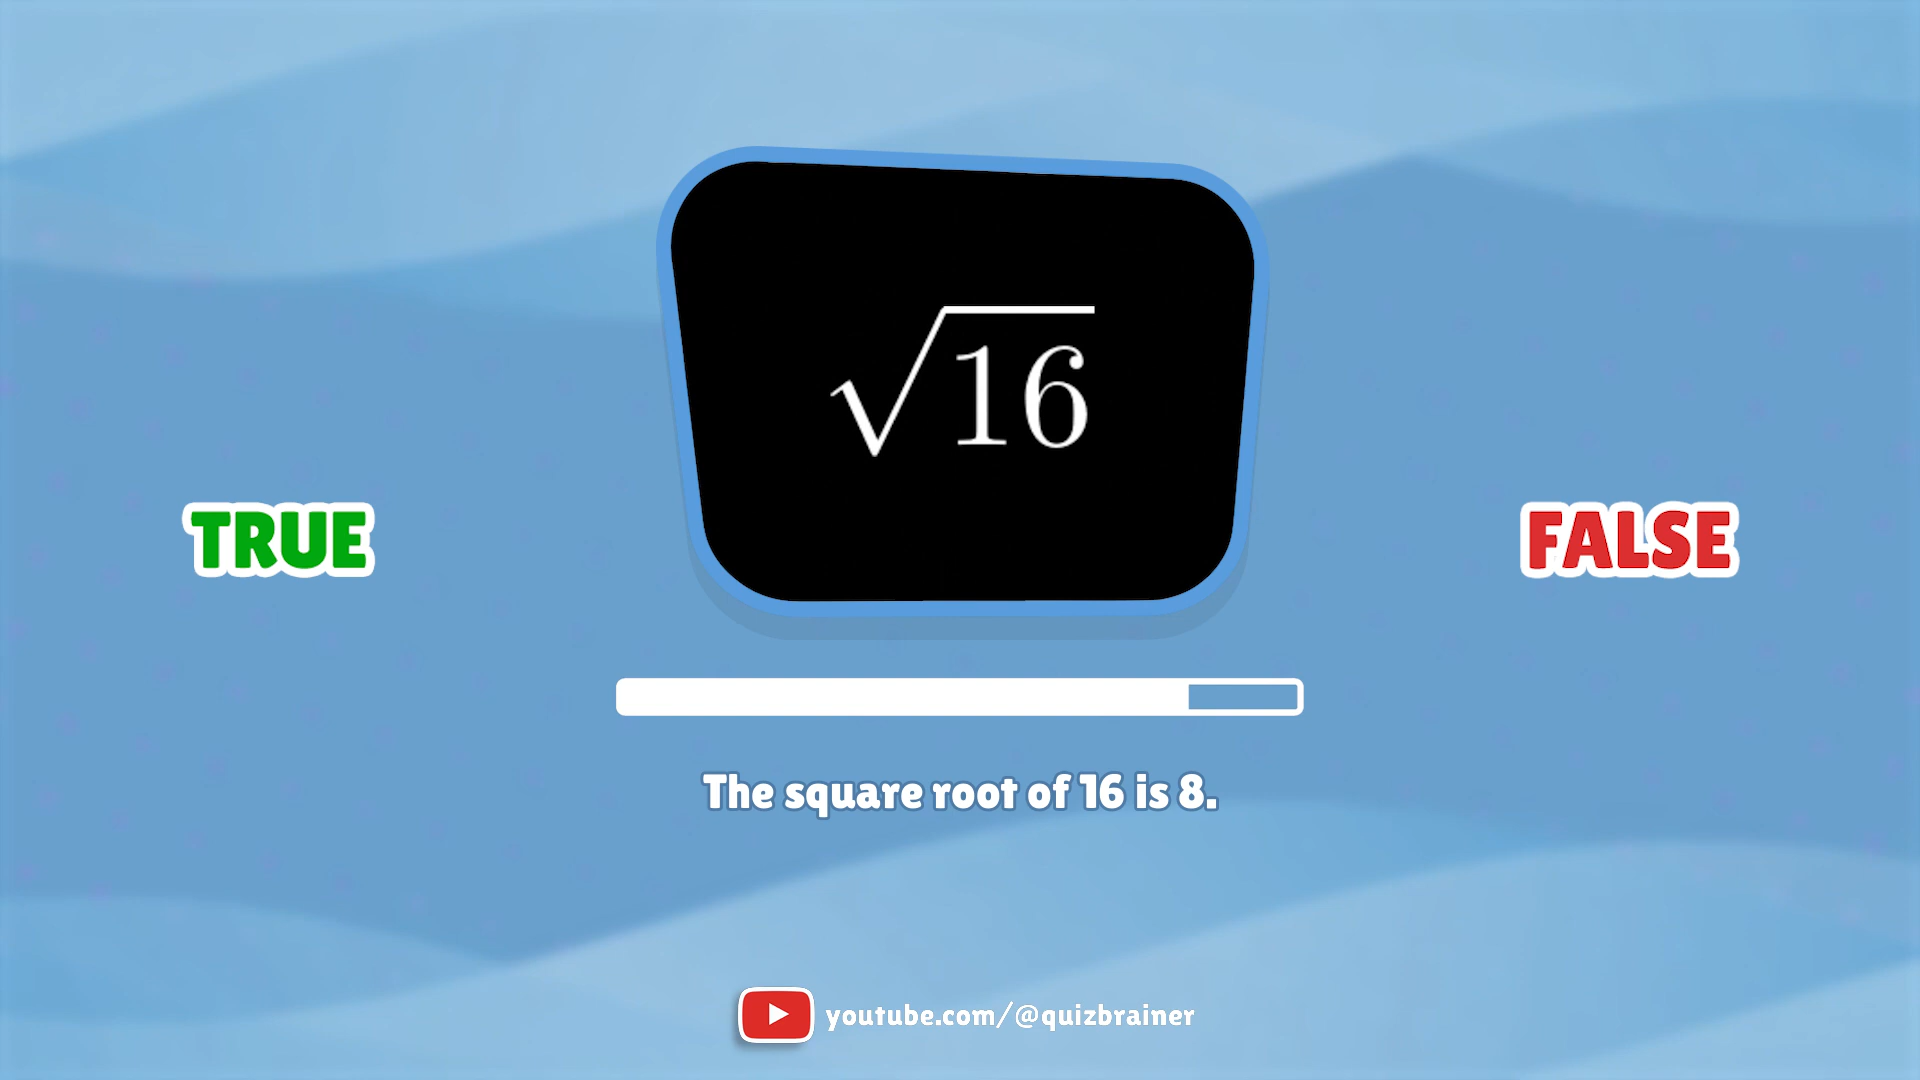 √16
TRUE
FALSE
The square root of 16 is 8.
youtube.com/@quizbrainer